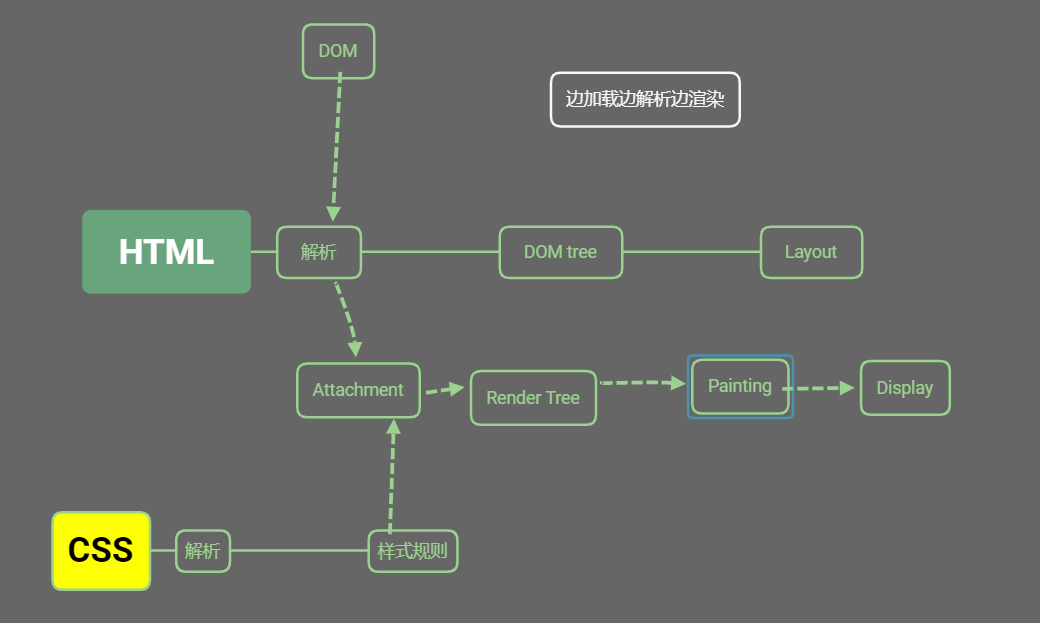 DOM
边加载边解析边渲染
HTML
解析
DOM tree
Layout
Attachment
Render Tree
Painting
Display
CSS
解析
样式规则